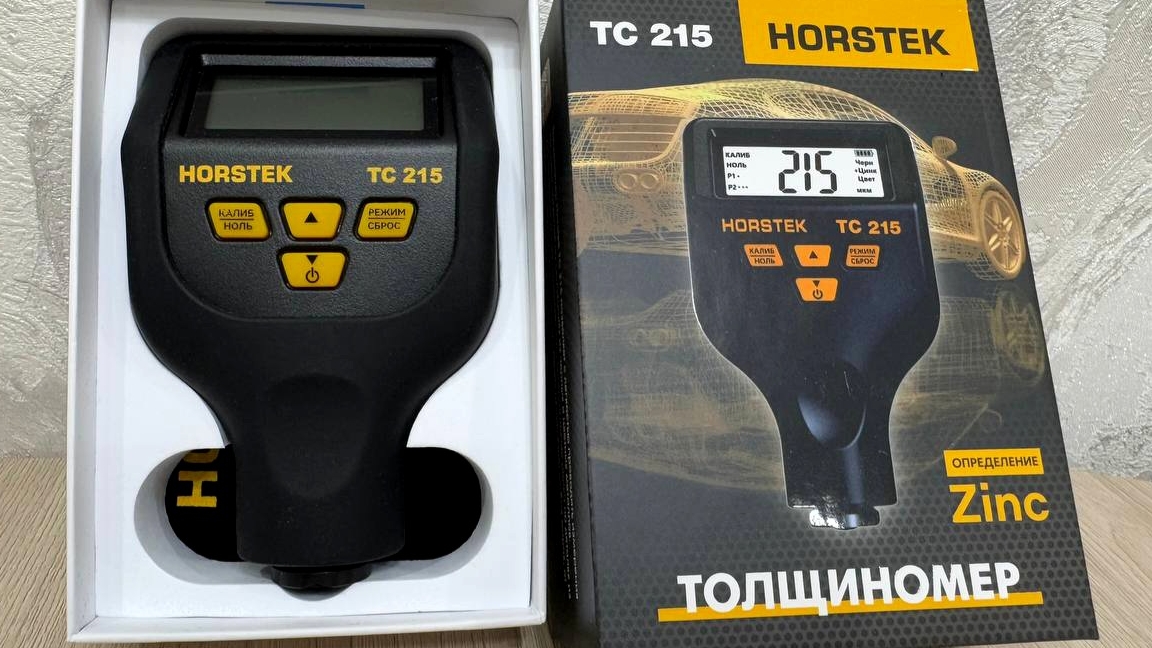 HORSTEK TC 215
КАЛИБ
НОЛЬ
▲
РЕЖИМ
СБРОС
HO
TC 215
HORSTEK
КАЛИБ
НОЛЬ
P1 •
P2 •••
215
Черн
+Цинк
Цвет
мкм
HORSTEK TC 215
КАЛИБ
НОЛЬ
▲
РЕЖИМ
СБРОС
ОПРЕДЕЛЕНИЕ
Zinc
ТОЛЩИНОМЕР